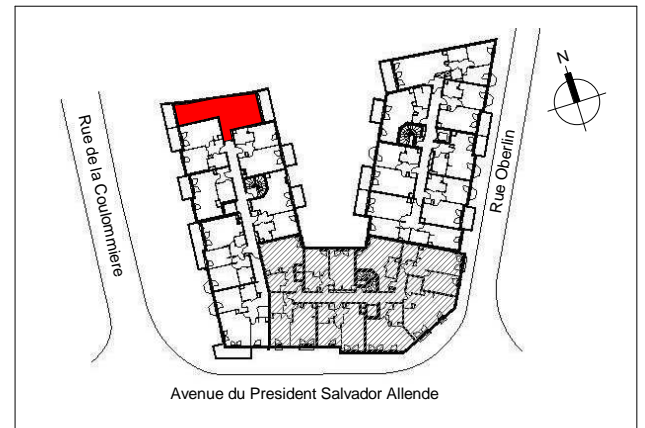 N
Rue de la Coulommiere
Rue Oberlin
Avenue du President Salvador Allende